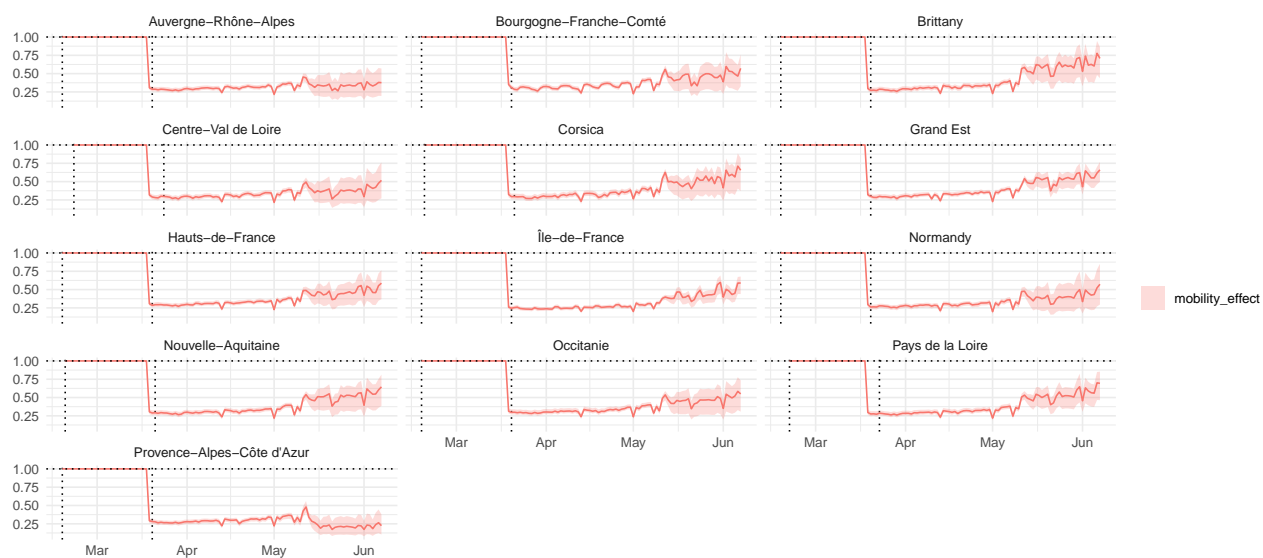 Auvergne−Rhône−Alpes
Bourgogne−Franche−Comté
Brittany
1.00
0.75
0.50
0.25
Centre−Val de Loire
Corsica
Grand Est
1.00
0.75
0.50
0.25
Hauts−de−France
Île−de−France
Normandy
1.00
0.75
0.50
0.25
mobility_effect
Nouvelle−Aquitaine
Occitanie
Pays de la Loire
1.00
0.75
0.50
0.25
Mar Apr May Jun
Mar Apr May Jun
Provence−Alpes−Côte d'Azur
1.00
0.75
0.50
0.25
Mar Apr May Jun